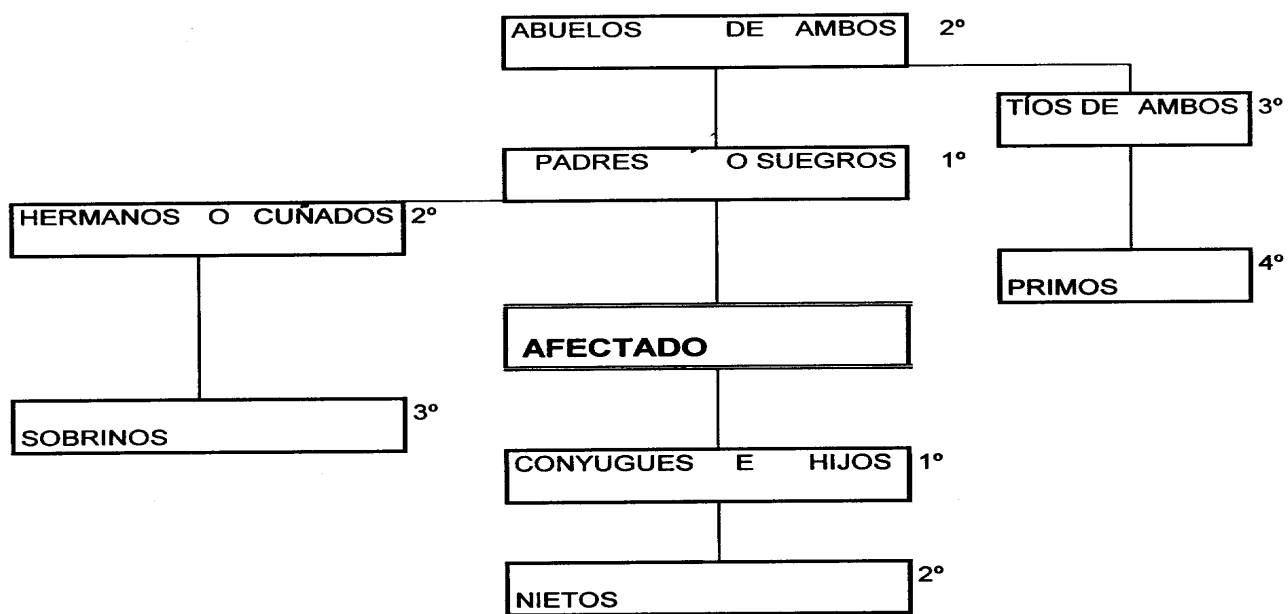 ABUELOS DE AMBOS 2º
TÍOS DE AMBOS 3º
PADRES O SUEGROS 1º
HERMANOS O CUÑADOS 2º
PRIMOS 4º
AFECTADO
SOBRINOS 3º
CONYUGUES E HIJOS 1º
NIETOS 2º